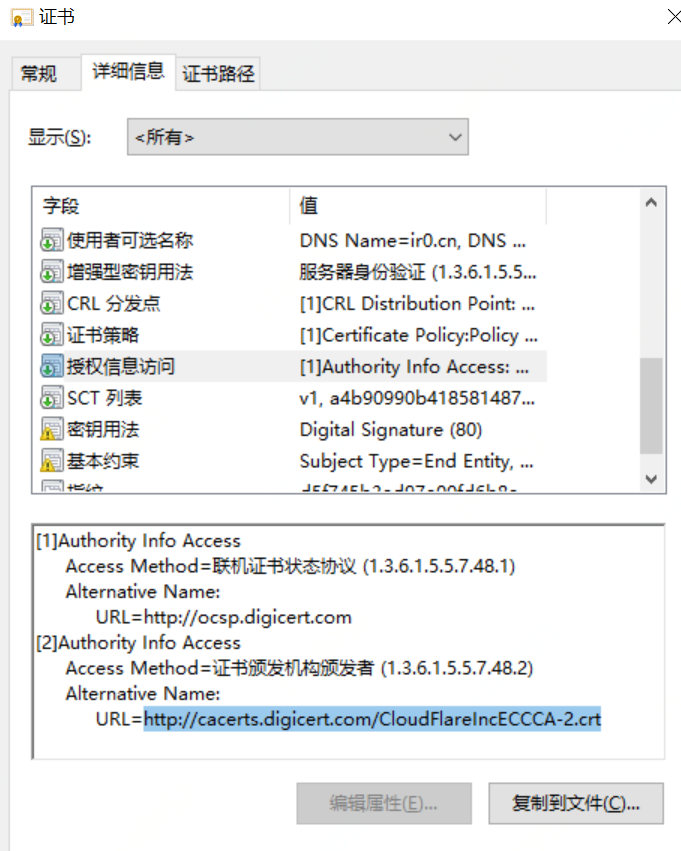 证书
常规 详细信息 证书路径
显示(S): <所有>
字段 值
使用者可选名称 DNS Name=ir0.cn, DNS ...
增强型密钥用法 服务器身份验证 (1.3.6.1.5.5...
CRL 分发点 [1]CRL Distribution Point: ...
证书策略 [1]Certificate Policy:Policy ...
授权信息访问 [1]Authority Info Access: ...
SCT 列表 v1, a4b90990b418581487...
密钥用法 Digital Signature (80)
基本约束 Subject Type=End Entity, ...
[1]Authority Info Access
Access Method=联机证书状态协议 (1.3.6.1.5.5.7.48.1)
Alternative Name:
URL=http://ocsp.digicert.com
[2]Authority Info Access
Access Method=证书颁发机构颁发者 (1.3.6.1.5.5.7.48.2)
Alternative Name:
URL=http://cacerts.digicert.com/CloudFlareIncECCCA-2.crt
编辑属性(E)... 复制到文件(C)...